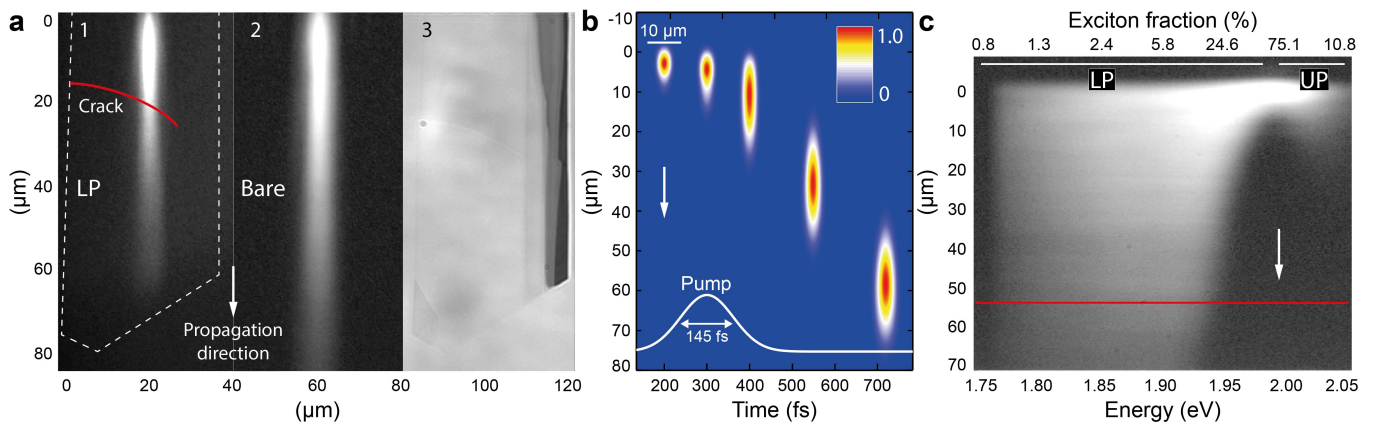 a
1
2
3
0
20
40
60
80
(µm)
Crack
LP
Bare
Propagation
direction
0 20 40 60 80 100 120
(µm)
b
-10
0
10
20
30
40
50
60
70
80
(µm)
10 µm
1.0
0
Pump
145 fs
200 300 400 500 600 700
Time (fs)
c
Exciton fraction (%)
0.8 1.3 2.4 5.8 24.6 75.1 10.8
LP
UP
0
10
20
30
40
50
60
70
(µm)
1.75 1.80 1.85 1.90 1.95 2.00 2.05
Energy (eV)